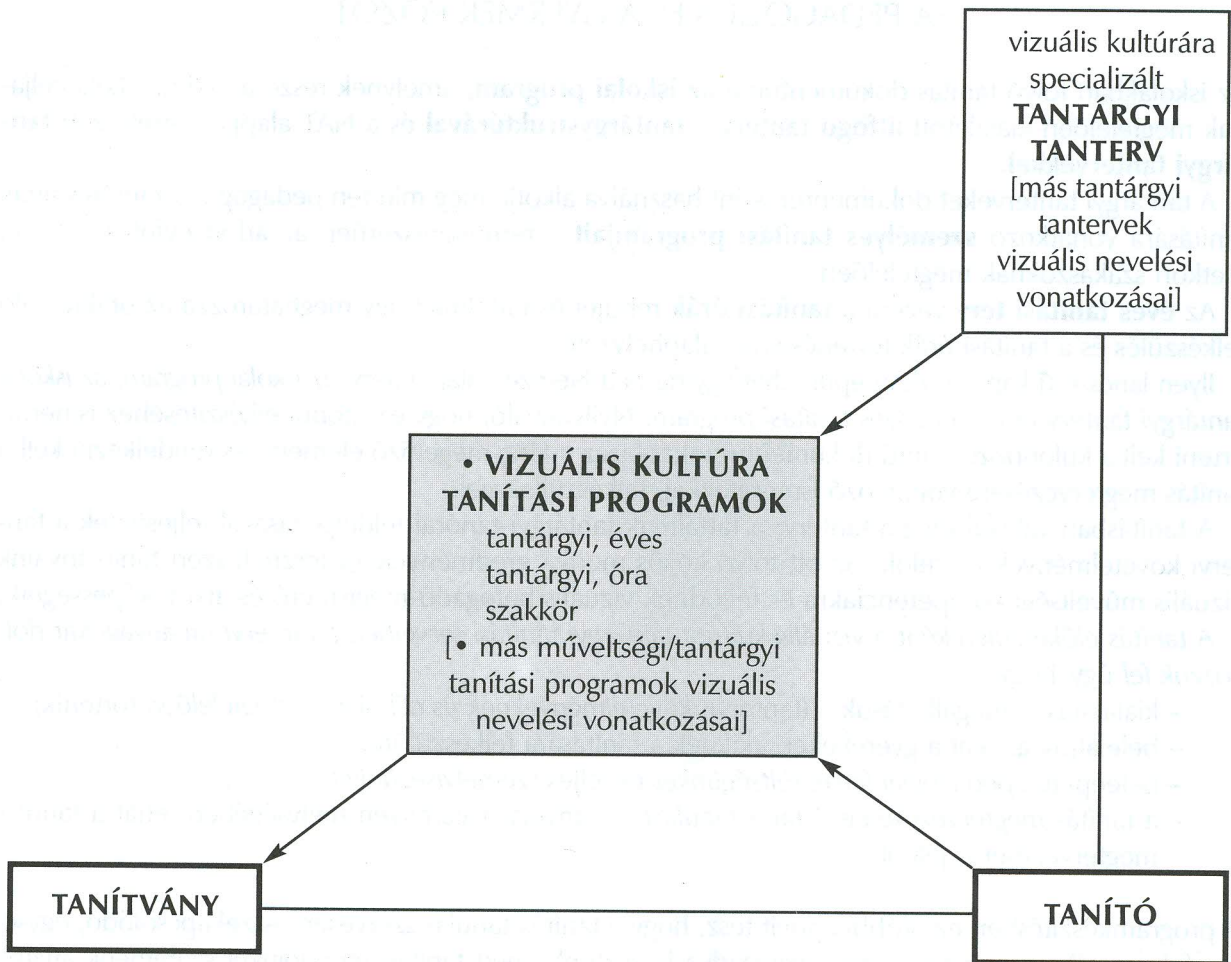 vizuális kultúrára
specializált
TANTÁRGYI
TANTERV
[más tantárgyi
tantervek
vizuális nevelési
vonatkozásai]
• VIZUÁLIS KULTÚRA
TANÍTÁSI PROGRAMOK
tantárgyi, éves
tantárgyi, óra
szakkör
[• más műveltségi/tantárgyi
tanítási programok vizuális
nevelési vonatkozásai]
TANÍTVÁNY
TANÍTÓ